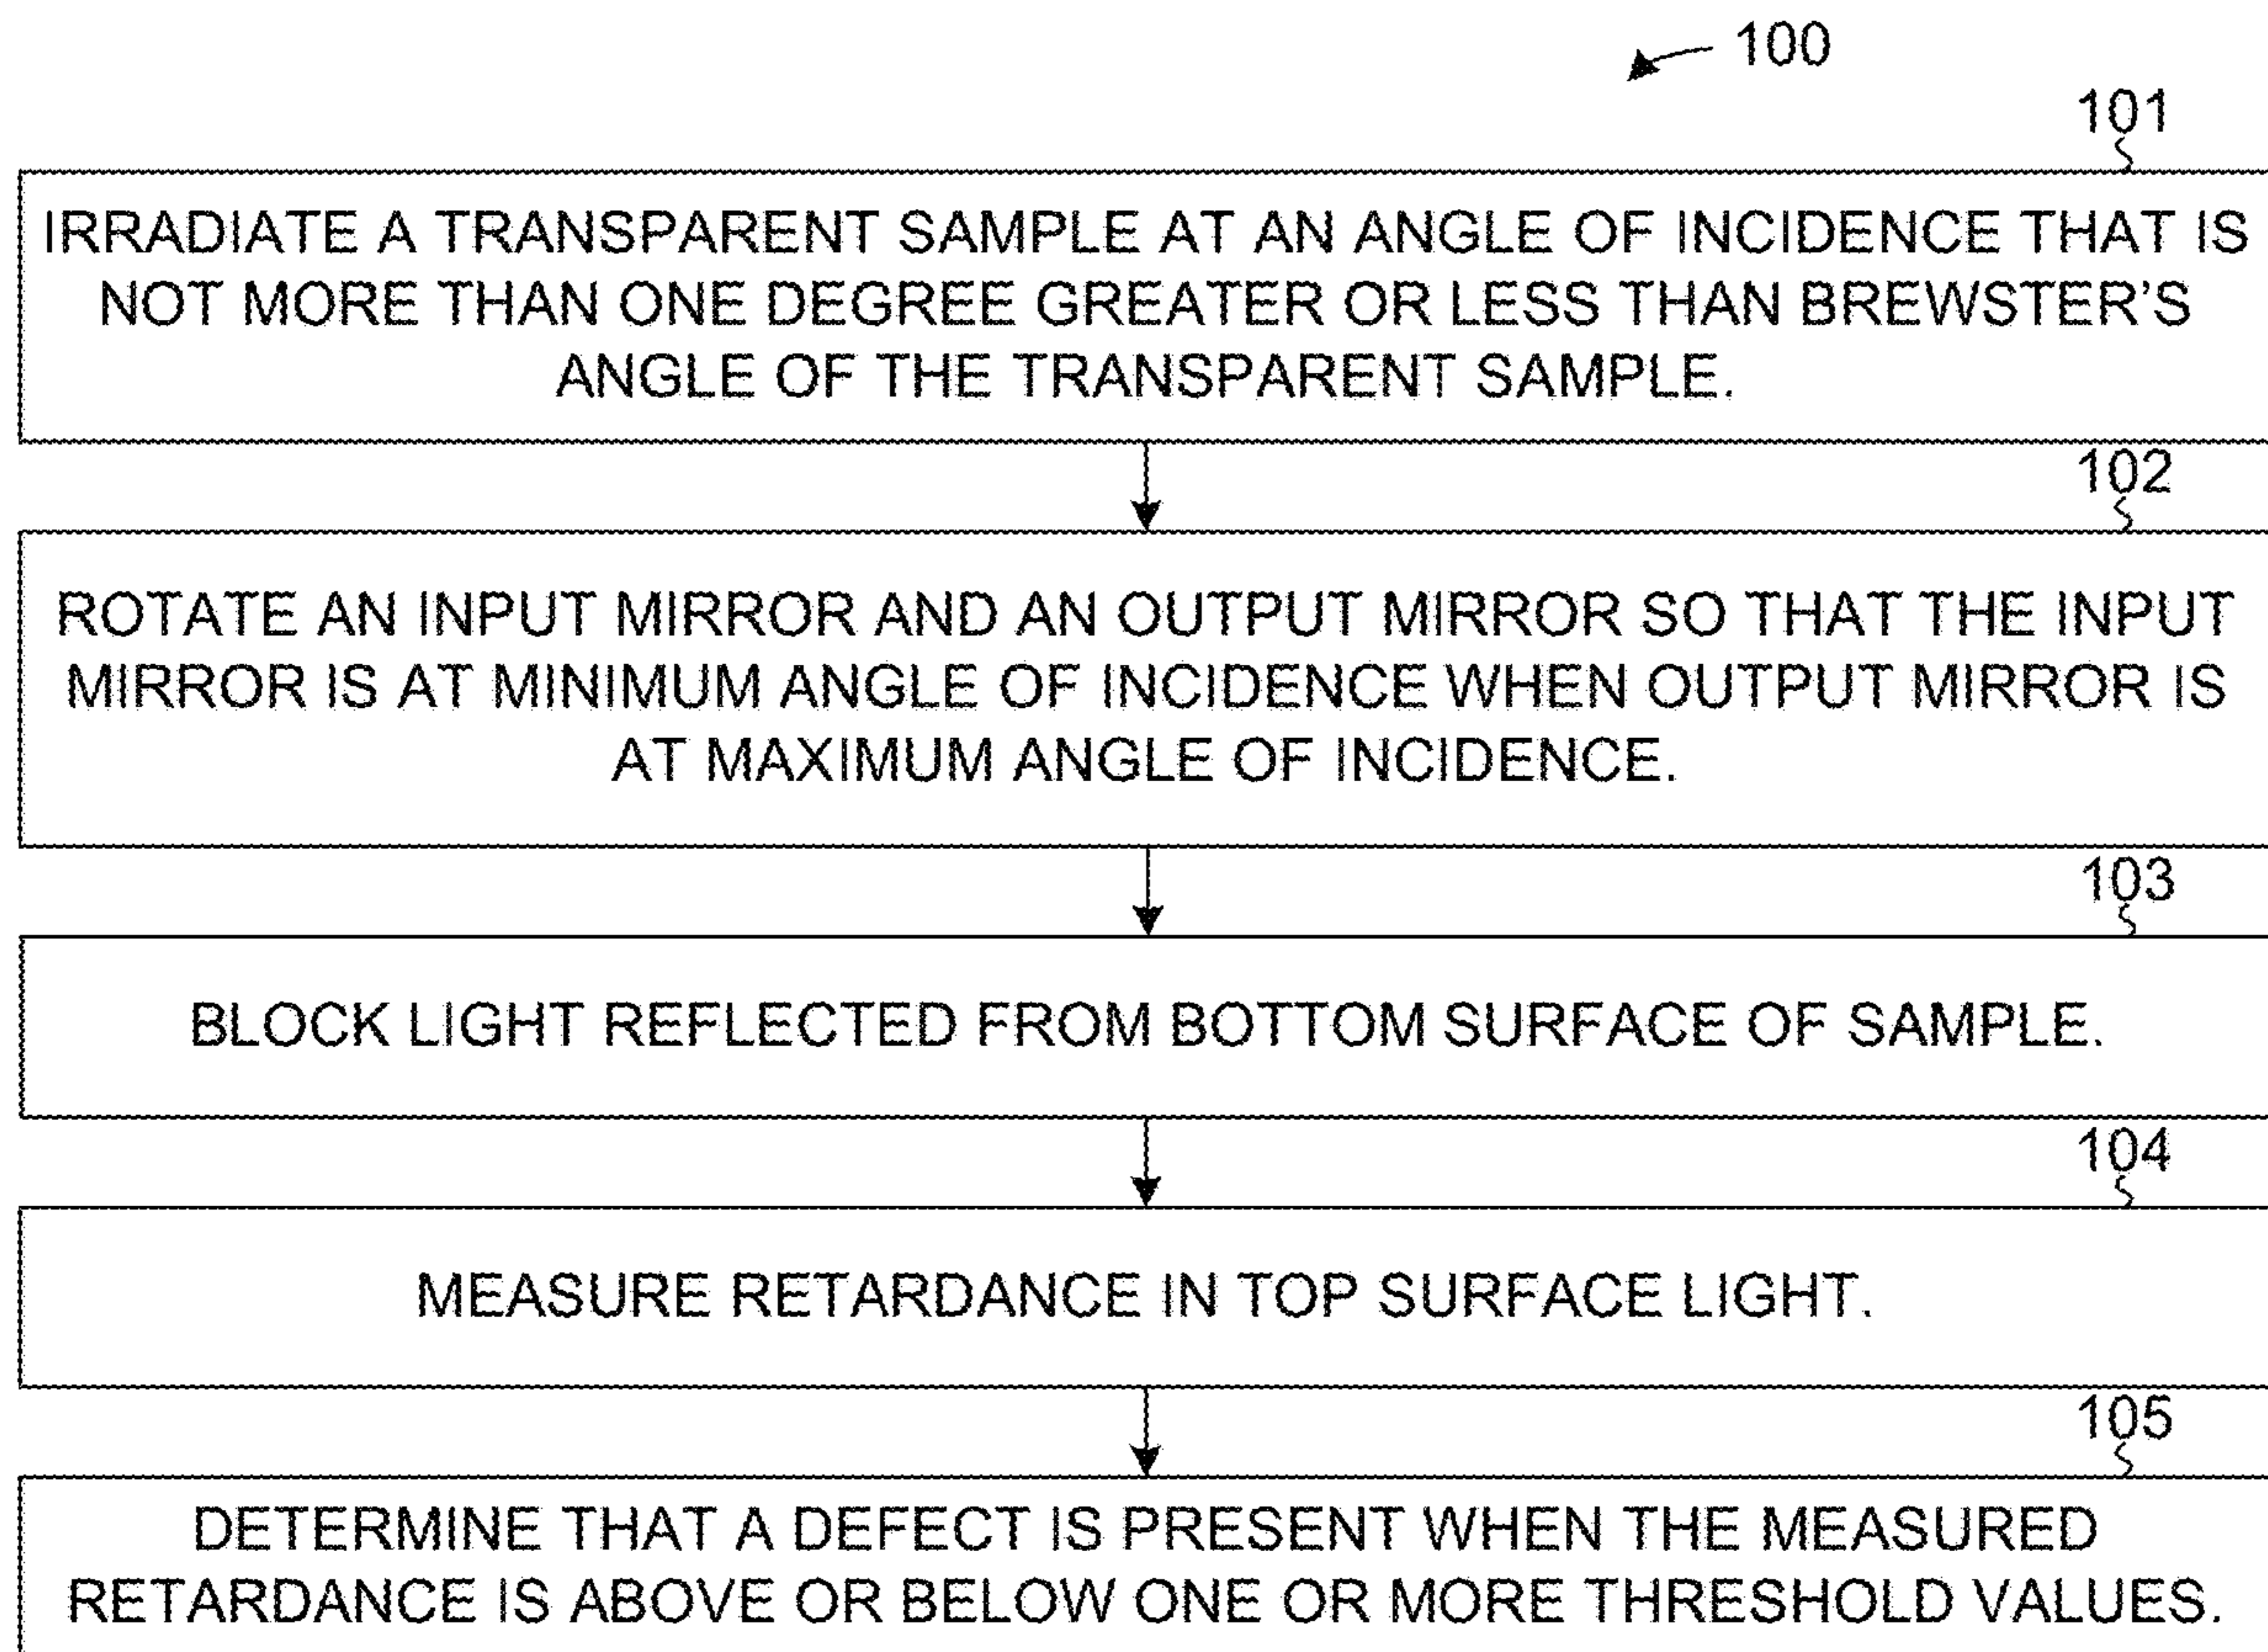 100
101
IRRADIATE A TRANSPARENT SAMPLE AT AN ANGLE OF INCIDENCE THAT IS
NOT MORE THAN ONE DEGREE GREATER OR LESS THAN BREWSTER'S
ANGLE OF THE TRANSPARENT SAMPLE.
102
ROTATE AN INPUT MIRROR AND AN OUTPUT MIRROR SO THAT THE INPUT
MIRROR IS AT MINIMUM ANGLE OF INCIDENCE WHEN OUTPUT MIRROR IS
AT MAXIMUM ANGLE OF INCIDENCE.
103
BLOCK LIGHT REFLECTED FROM BOTTOM SURFACE OF SAMPLE.
104
MEASURE RETARDANCE IN TOP SURFACE LIGHT.
105
DETERMINE THAT A DEFECT IS PRESENT WHEN THE MEASURED
RETARDANCE IS ABOVE OR BELOW ONE OR MORE THRESHOLD VALUES.